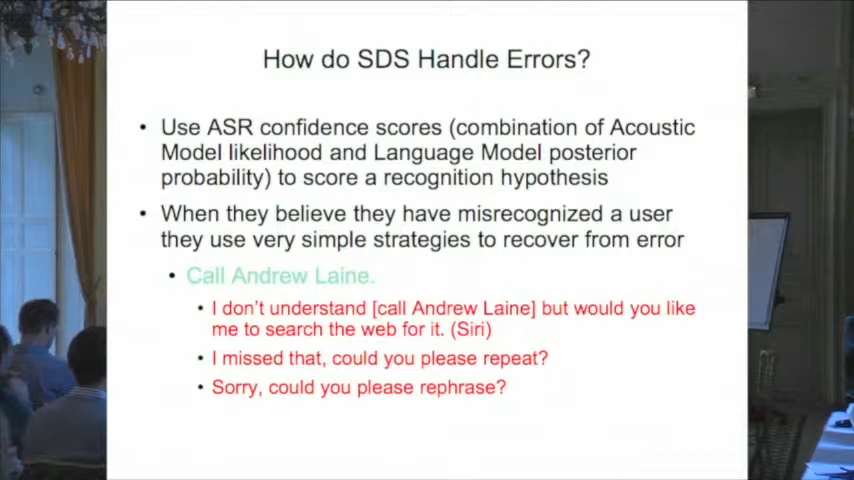 How do SDS Handle Errors?
• Use ASR confidence scores (combination of Acoustic
Model likelihood and Language Model posterior
probability) to score a recognition hypothesis
• When they believe they have misrecognized a user
they use very simple strategies to recover from error
• Call Andrew Laine.
• I don't understand [call Andrew Laine] but would you like
me to search the web for it. (Siri)
• I missed that, could you please repeat?
• Sorry, could you please rephrase?